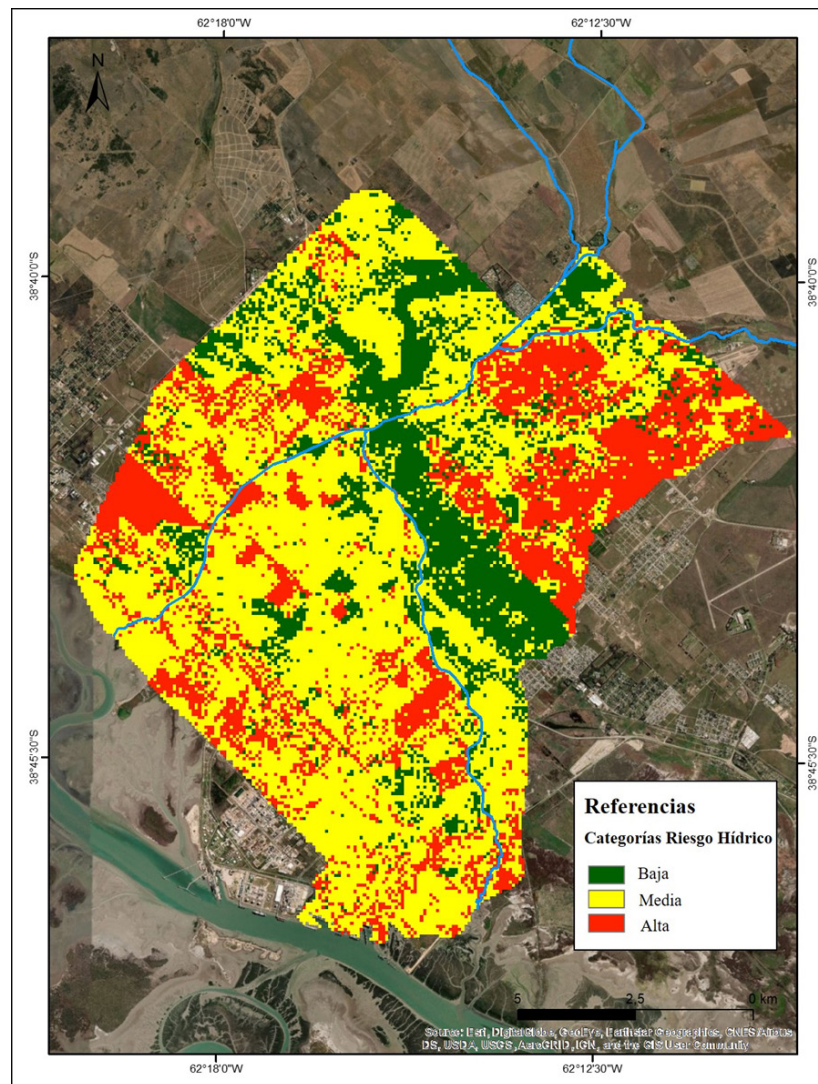 62°18'0"W
62°12'30"W
N
38°40'0"S
38°40'0"S
38°45'30"S
38°45'30"S
Referencias
Categorías Riesgo Hídrico
Baja
Media
Alta
5
2,5
0 km
Source: Esri, DigitalGlobe, GeoEye, Earthstar Geographics, CNES/Airbus
DS, USDA, USGS, AeroGRID, IGN, and the GIS User Community
62°18'0"W
62°12'30"W